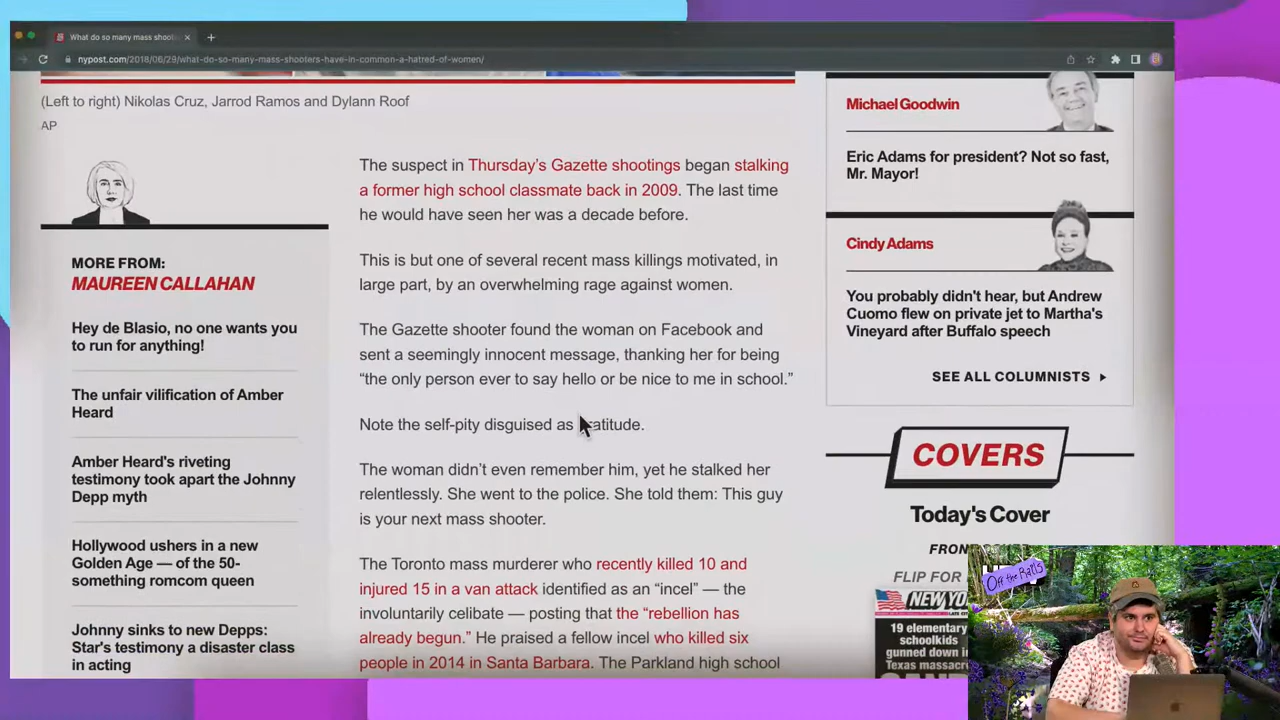 What do so many mass shoot
nypost.com/2018/06/29/what-do-so-many-mass-shooters-have-in-common-a-hatred-of-women/
(Left to right) Nikolas Cruz, Jarrod Ramos and Dylann Roof
AP
MORE FROM:
MAUREEN CALLAHAN
Hey de Blasio, no one wants you
to run for anything!
The unfair vilification of Amber
Heard
Amber Heard's riveting
testimony took apart the Johnny
Depp myth
Hollywood ushers in a new
Golden Age — of the 50-
something romcom queen
Johnny sinks to new Depps:
Star's testimony a disaster class
in acting
The suspect in Thursday's Gazette shootings began stalking
a former high school classmate back in 2009. The last time
he would have seen her was a decade before.
This is but one of several recent mass killings motivated, in
large part, by an overwhelming rage against women.
The Gazette shooter found the woman on Facebook and
sent a seemingly innocent message, thanking her for being
“the only person ever to say hello or be nice to me in school.”
Note the self-pity disguised as gratitude.
The woman didn't even remember him, yet he stalked her
relentlessly. She went to the police. She told them: This guy
is your next mass shooter.
The Toronto mass murderer who recently killed 10 and
injured 15 in a van attack identified as an “incel” — the
involuntarily celibate — posting that the “rebellion has
already begun.” He praised a fellow incel who killed six
people in 2014 in Santa Barbara. The Parkland high school
Michael Goodwin
Eric Adams for president? Not so fast,
Mr. Mayor!
Cindy Adams
You probably didn't hear, but Andrew
Cuomo flew on private jet to Martha's
Vineyard after Buffalo speech
SEE ALL COLUMNISTS
COVERS
Today's Cover
FRON
FLIP FOR
NEW YO
19 elementary
schoolkids
gunned down in
Texas massacr
Off the Rails